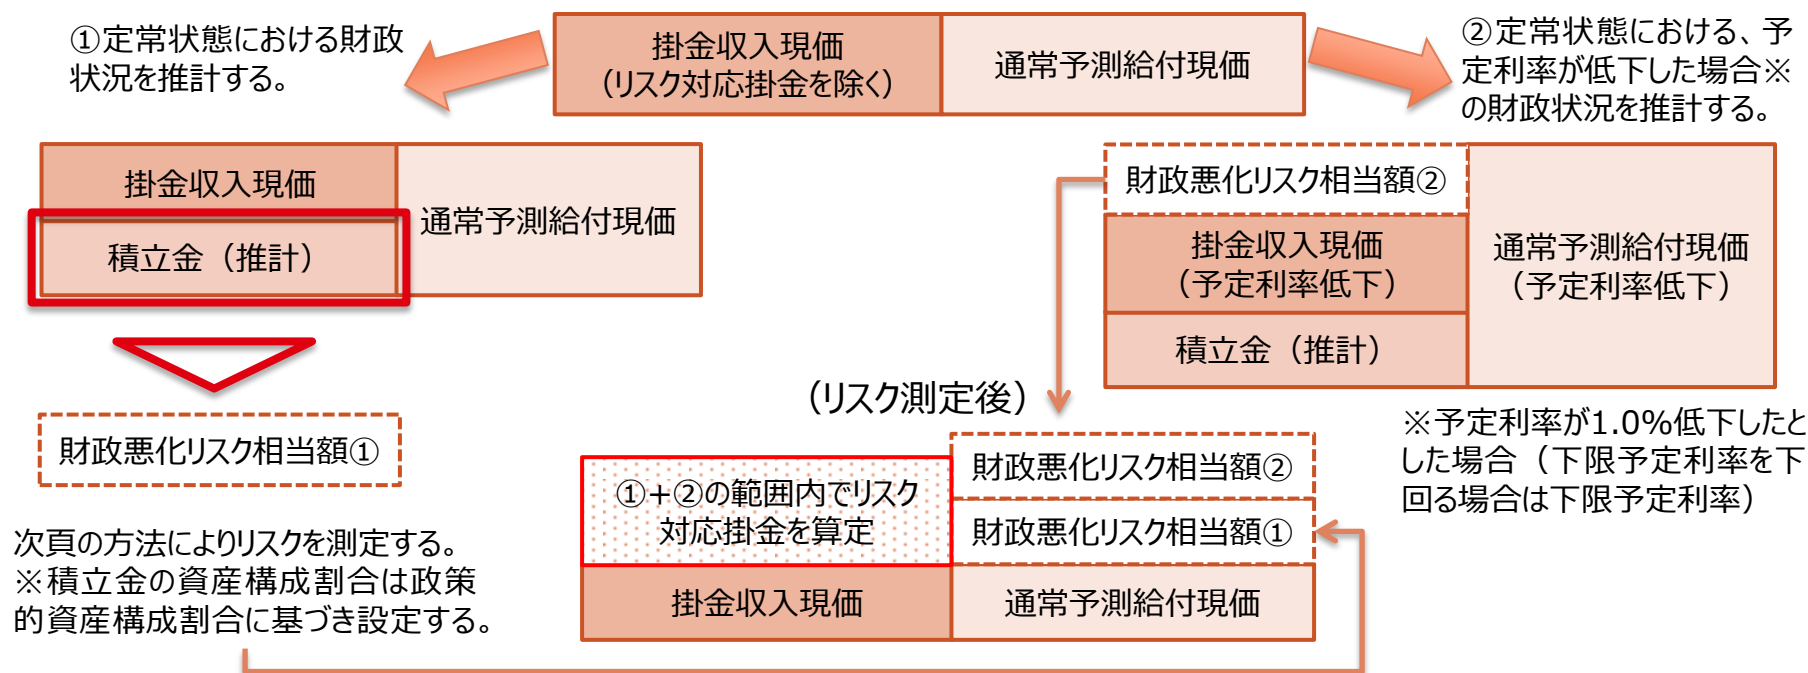 ①定常状態における財政
状況を推計する。
掛金収入現価
（リスク対応掛金を除く）
通常予測給付現価
②定常状態における、予
定利率が低下した場合※
の財政状況を推計する。
掛金収入現価
積立金（推計）
通常予測給付現価
財政悪化リスク相当額②
掛金収入現価
（予定利率低下）
積立金（推計）
通常予測給付現価
（予定利率低下）
財政悪化リスク相当額①
次頁の方法によりリスクを測定する。
※積立金の資産構成割合は政策
的資産構成割合に基づき設定する。
（リスク測定後）
①+②の範囲内でリスク
対応掛金を算定
掛金収入現価
財政悪化リスク相当額②
財政悪化リスク相当額①
通常予測給付現価
※予定利率が1.0%低下したと
した場合（下限予定利率を下
回る場合は下限予定利率）